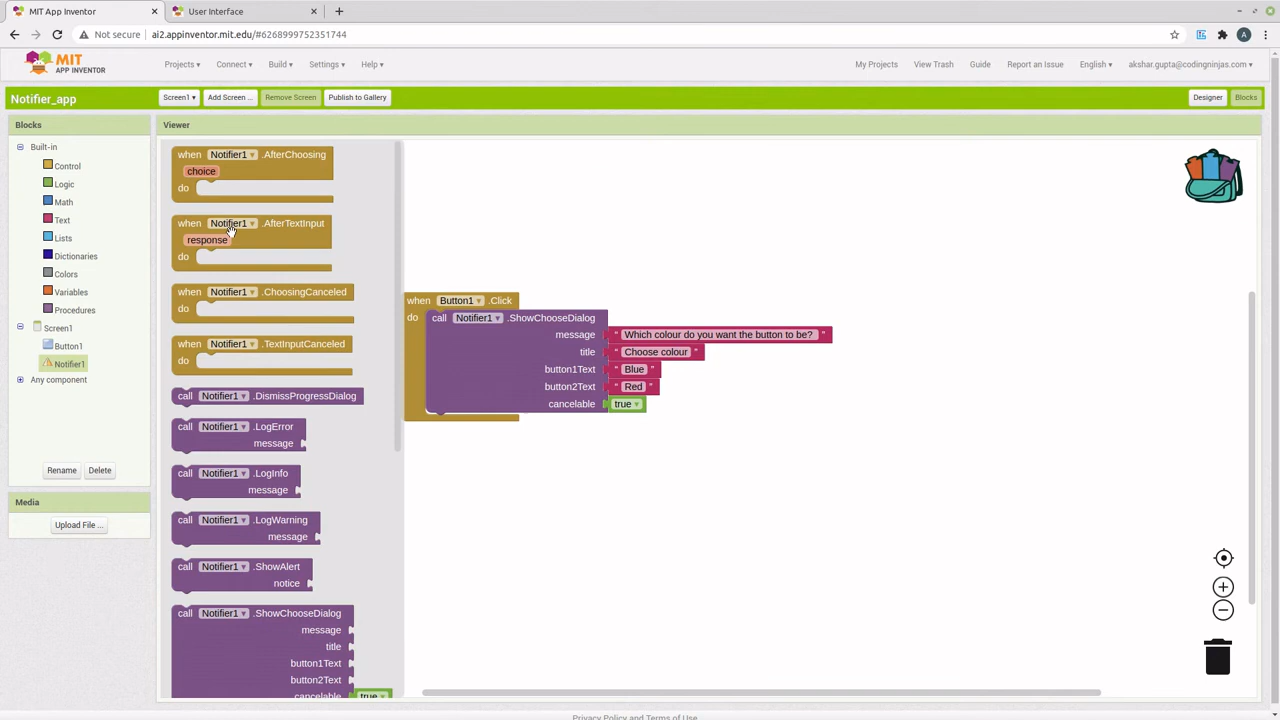 MIT App Inventor
User Interface
Not secure
ai2.appinventor.mit.edu/#6268999752351744
A
MIT
APP INVENTOR
Projects
Connect
Build
Settings
Help
My Projects
View Trash
Guide
Report an Issue
English
akshar.gupta@codingninjas.com
Notifier_app
Screen1
Add Screen ...
Remove Screen
Publish to Gallery
Designer
Blocks
Blocks
Viewer
Built-in
Control
Logic
Math
Text
Lists
Dictionaries
Colors
Variables
Procedures
Screen1
Button1
Notifier1
Any component
Rename
Delete
Media
Upload File ...
when Notifier1 .AfterChoosing
choice
do
when Notifier1 .AfterTextInput
response
do
when Notifier1 .ChoosingCanceled
do
when Notifier1 .TextInputCanceled
do
call Notifier1 .DismissProgressDialog
call Notifier1 .LogError
message
call Notifier1 .LogInfo
message
call Notifier1 .LogWarning
message
call Notifier1 .ShowAlert
notice
call Notifier1 .ShowChooseDialog
message
title
button1Text
button2Text
cancelable true
when Button1 .Click
do call Notifier1 .ShowChooseDialog
message " Which colour do you want the button to be? "
title " Choose colour "
button1Text " Blue "
button2Text " Red "
cancelable true
Privacy Policy and Terms of Use